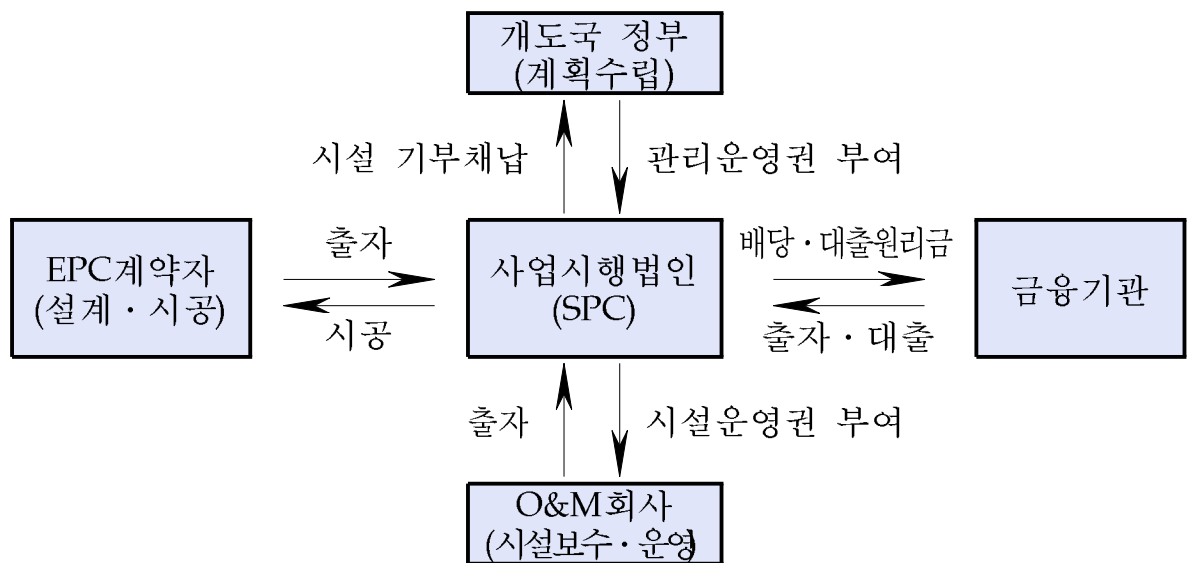 개도국 정부
(계획수립)
시설 기부채납
관리운영권 부여
EPC계약자
(설계·시공)
출자
시공
사업시행법인
(SPC)
배당·대출원리금
출자·대출
금융기관
출자
시설운영권 부여
O&M회사
(시설보수·운영)